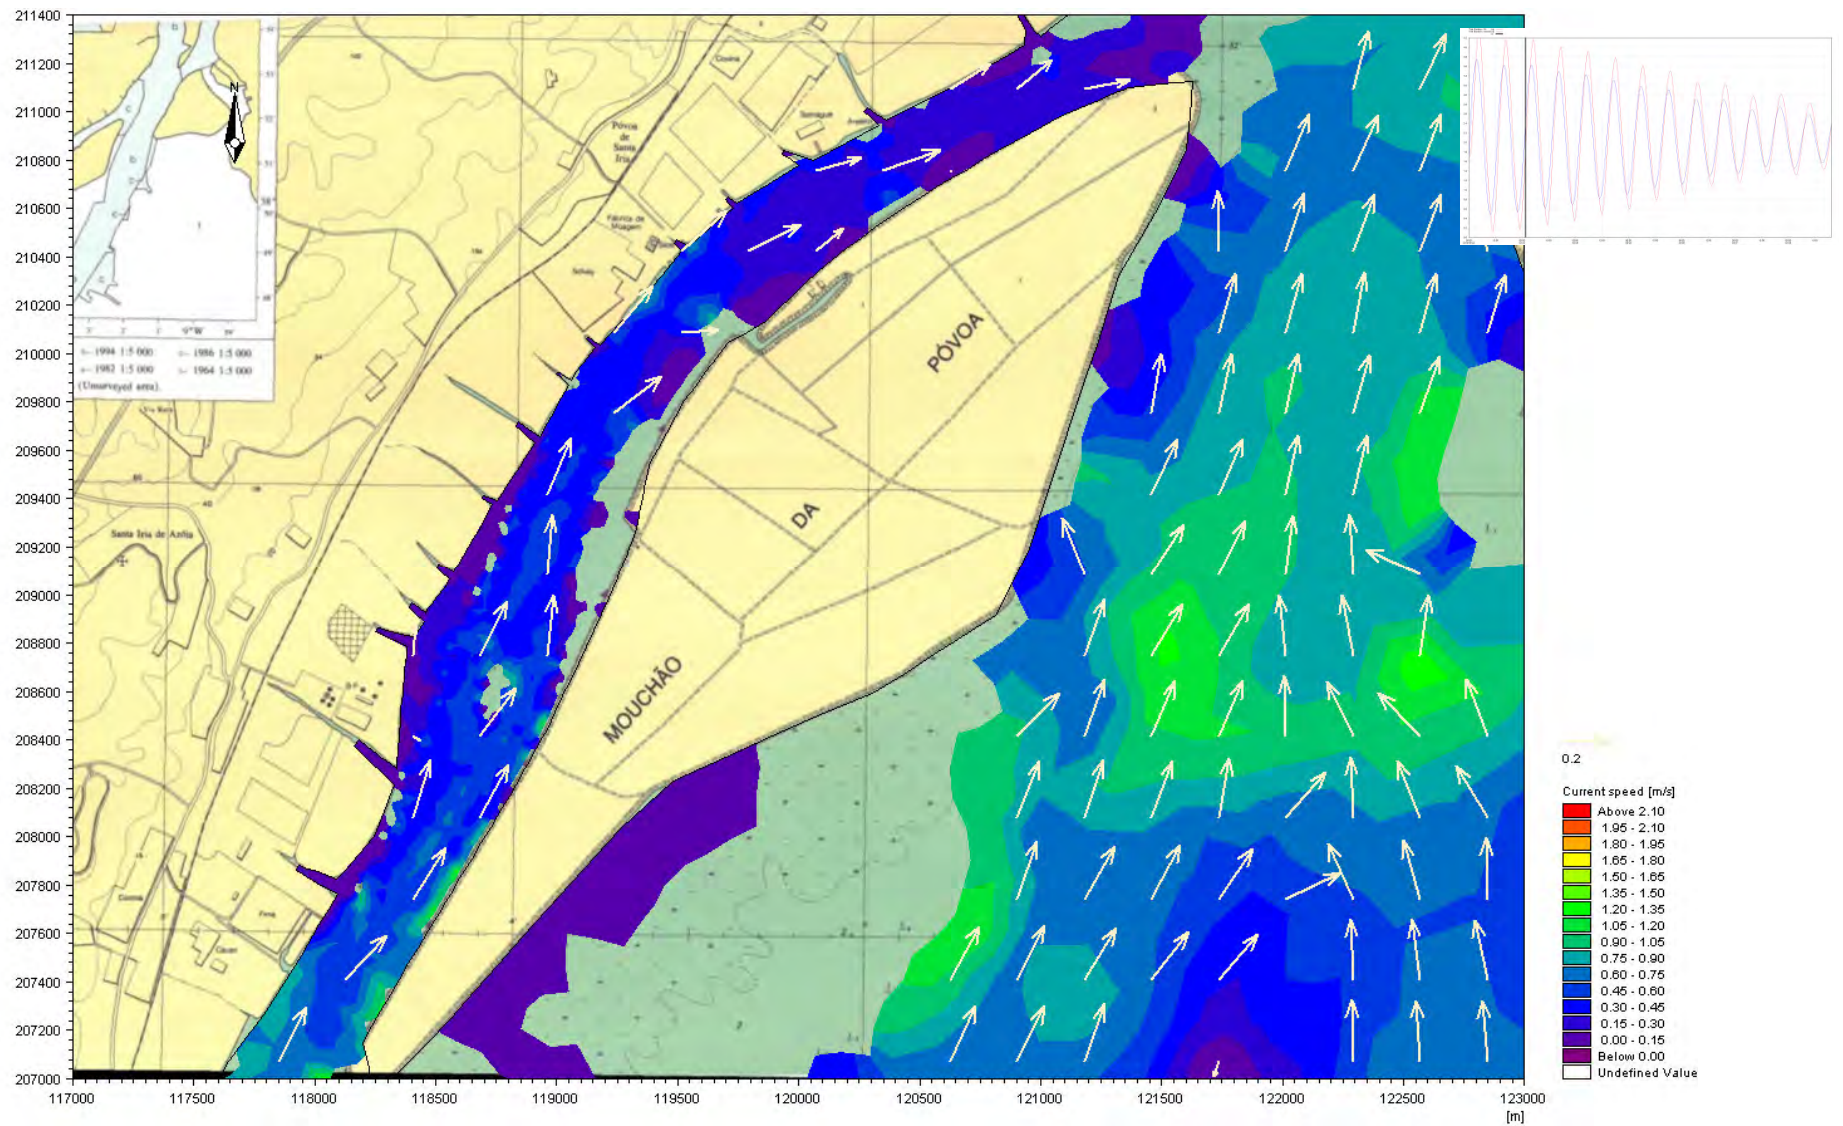 211400
211200
211000
210800
210600
210400
210200
210000
209800
209600
209400
209200
209000
208800
208600
208400
208200
208000
207800
207600
207400
207200
207000
117000
117500
118000
118500
119000
119500
120000
120500
121000
121500
122000
122500
123000
[m]
N
9°W
1994 1:5 000
1986 1:5 000
1982 1:5 000
1964 1:5 000
(Unsurveyed area).
Póvoa
de
Santa
Iria
Fábrica de
Moagem
Solvay
Santa Iria de Azóia
PÓVOA
DA
MOUCHÃO
0.2
Current speed [m/s]
Above 2.10
1.95 - 2.10
1.80 - 1.95
1.65 - 1.80
1.50 - 1.65
1.35 - 1.50
1.20 - 1.35
1.05 - 1.20
0.90 - 1.05
0.75 - 0.90
0.60 - 0.75
0.45 - 0.60
0.30 - 0.45
0.15 - 0.30
0.00 - 0.15
Below 0.00
Undefined Value